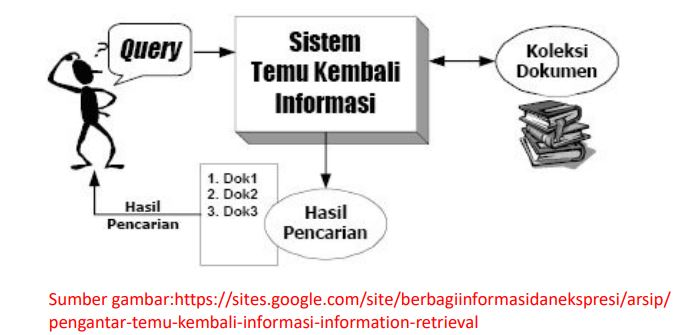 ?
Query
Sistem
Temu Kembali
Informasi
Koleksi
Dokumen
1. Dok1
2. Dok2
3. Dok3
Hasil
Pencarian
Hasil
Pencarian
Sumber gambar:https://sites.google.com/site/berbagiinformasidanekspresi/arsip/
pengantar-temu-kembali-informasi-information-retrieval